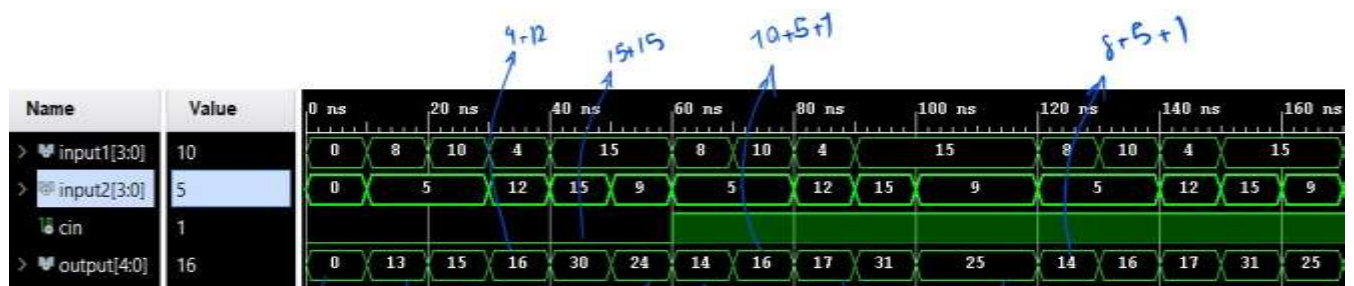 4+12 15+15 10+5+1 8+5+1
Name Value 0 ns 20 ns 40 ns 60 ns 80 ns 100 ns 120 ns 140 ns 160 ns
> input1[3:0] 10 0 8 10 4 15 8 10 4 15 8 10 4 15
> input2[3:0] 5 0 5 12 15 9 5 12 15 9 5 12 15 9
cin 1
> output[4:0] 16 0 13 15 16 30 24 14 16 17 31 25 14 16 17 31 25